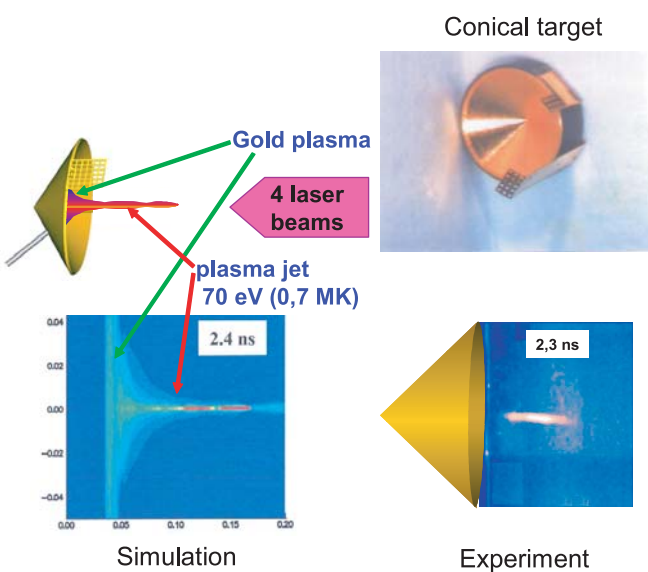 Conical target
Gold plasma
4 laser
beams
plasma jet
70 eV (0,7 MK)
2.4 ns
2,3 ns
0.04
0.02
0.00
−0.02
−0.04
0.00
0.05
0.10
0.15
0.20
Simulation
Experiment